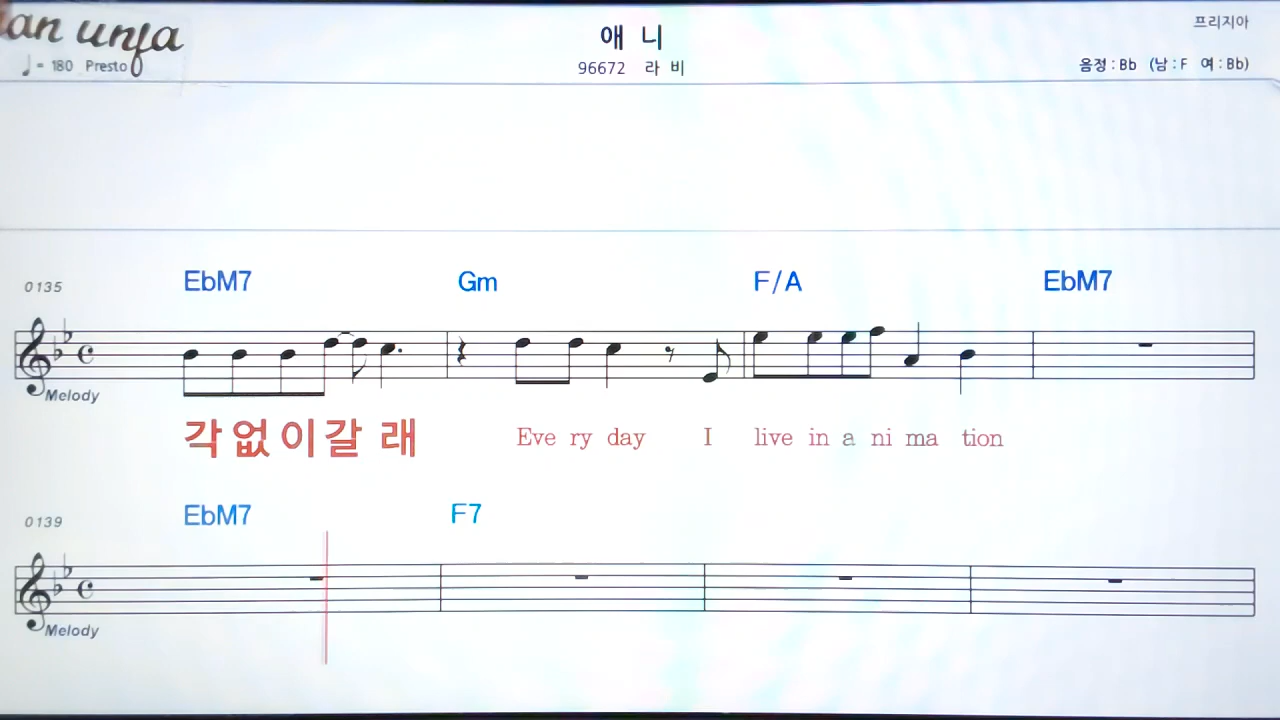 애 니
프리지아
♩ = 180 Presto
96672 라 비
음정 : Bb (남 : F 여 : Bb)
0135 EbM7 Gm F/A EbM7
Melody
각 없 이 갈 래 Eve ry day I live in a ni ma tion
0139 EbM7 F7
Melody